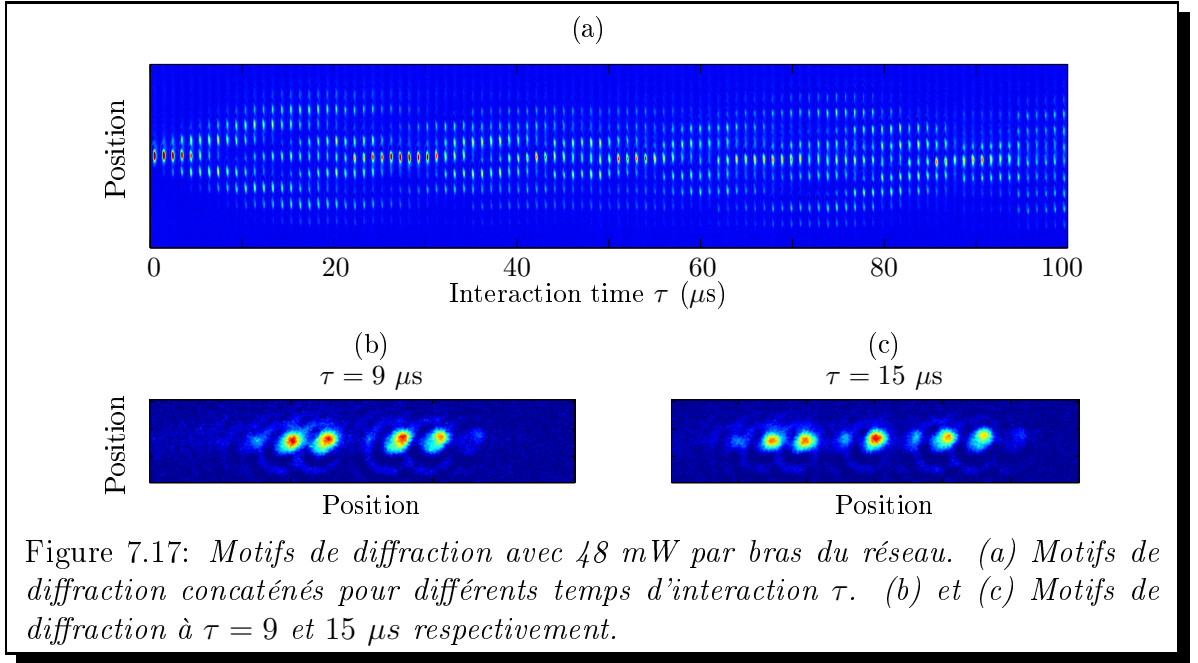 (a)
Position
0 20 40 60 80 100
Interaction time τ (μs)
(b) (c)
τ = 9 μs τ = 15 μs
Position
Position Position
Figure 7.17: Motifs de diffraction avec 48 mW par bras du réseau. (a) Motifs de
diffraction concaténés pour différents temps d'interaction τ. (b) et (c) Motifs de
diffraction à τ = 9 et 15 μs respectivement.